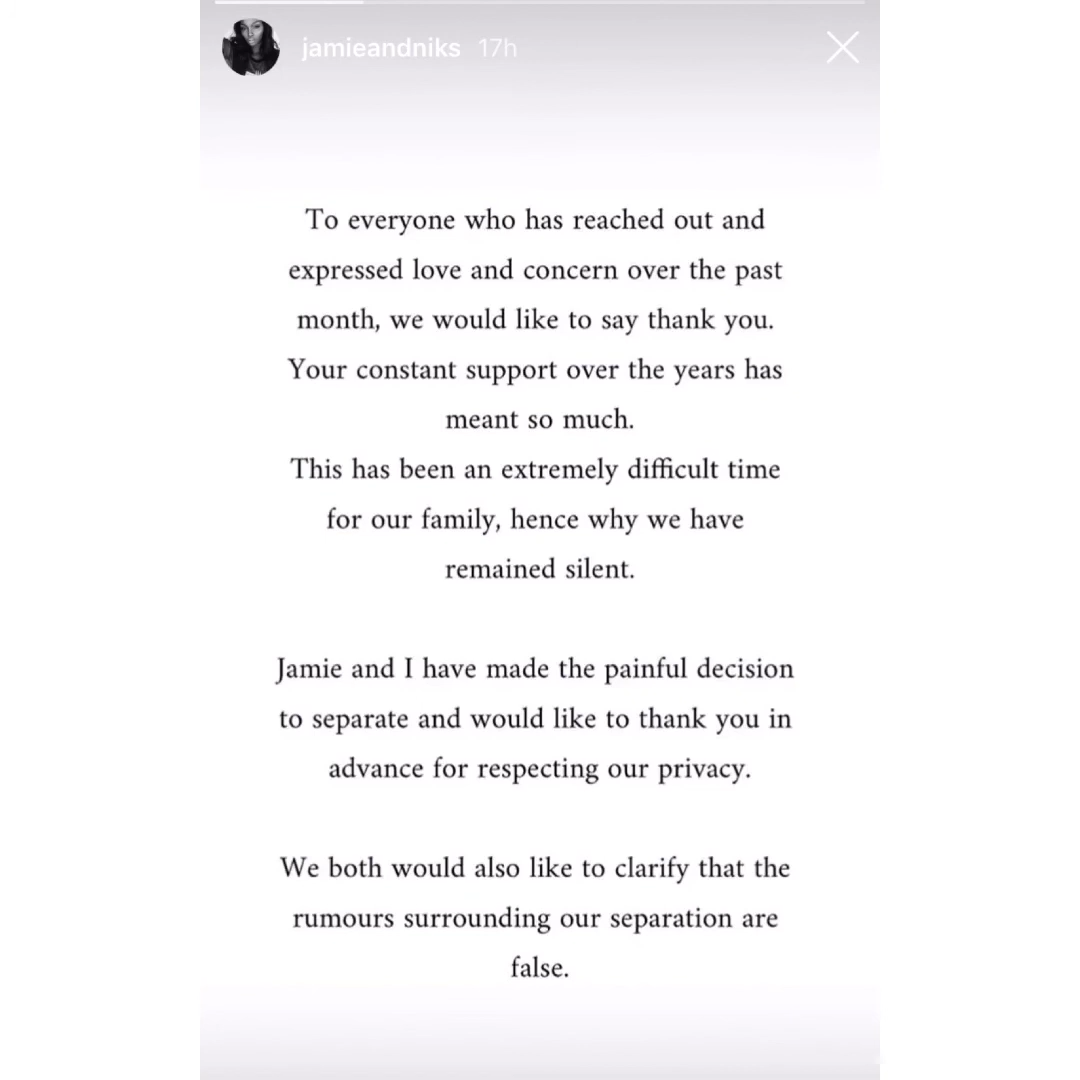 jamieandniks 17h
To everyone who has reached out and
expressed love and concern over the past
month, we would like to say thank you.
Your constant support over the years has
meant so much.
This has been an extremely difficult time
for our family, hence why we have
remained silent.
Jamie and I have made the painful decision
to separate and would like to thank you in
advance for respecting our privacy.
We both would also like to clarify that the
rumours surrounding our separation are
false.